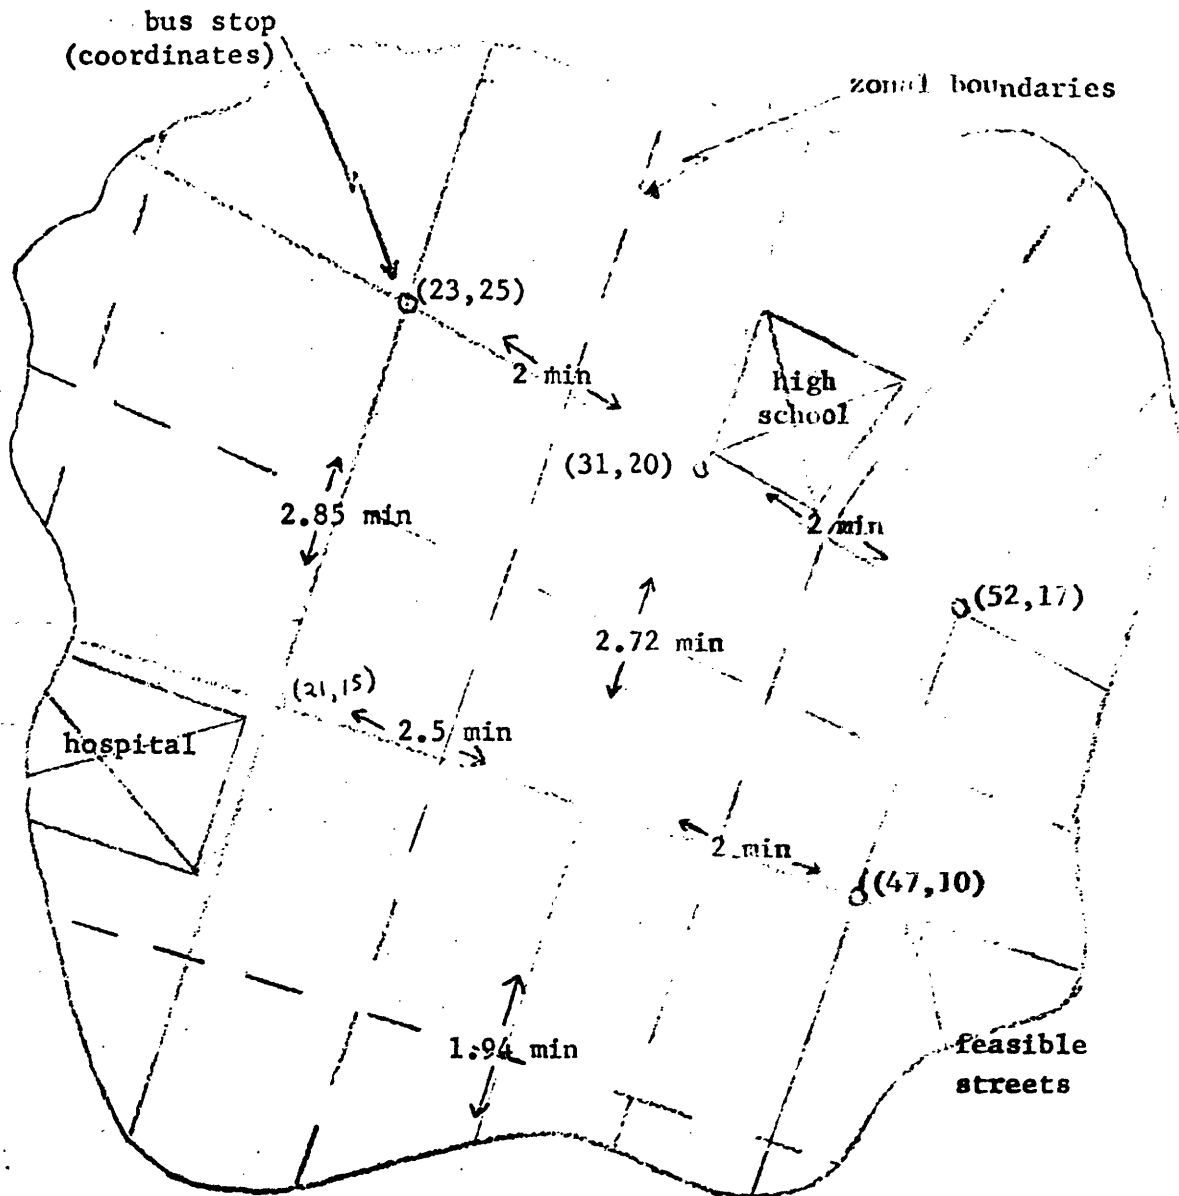 bus stop
(coordinates)
zonal boundaries
(23,25)
2 min
high
school
(31,20)
2.85 min
2 min
(52,17)
2.72 min
(21,15)
2.5 min
hospital
2 min
(47,10)
1.94 min
feasible
streets